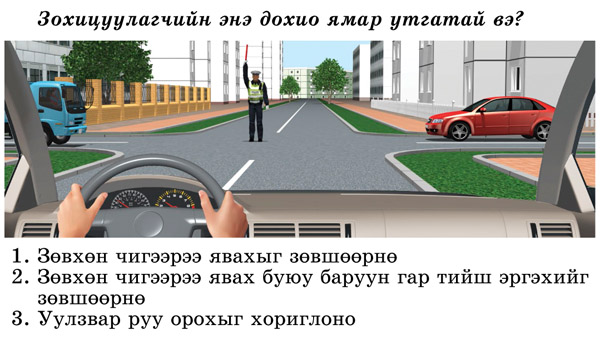 Зохицуулагчийн энэ дохио ямар утгатай вэ?
1. Зөвхөн чигээрээ явахыг зөвшөөрнө
2. Зөвхөн чигээрээ явах буюу баруун гар тийш эргэхийг
зөвшөөрнө
3. Уулзвар руу орохыг хориглоно